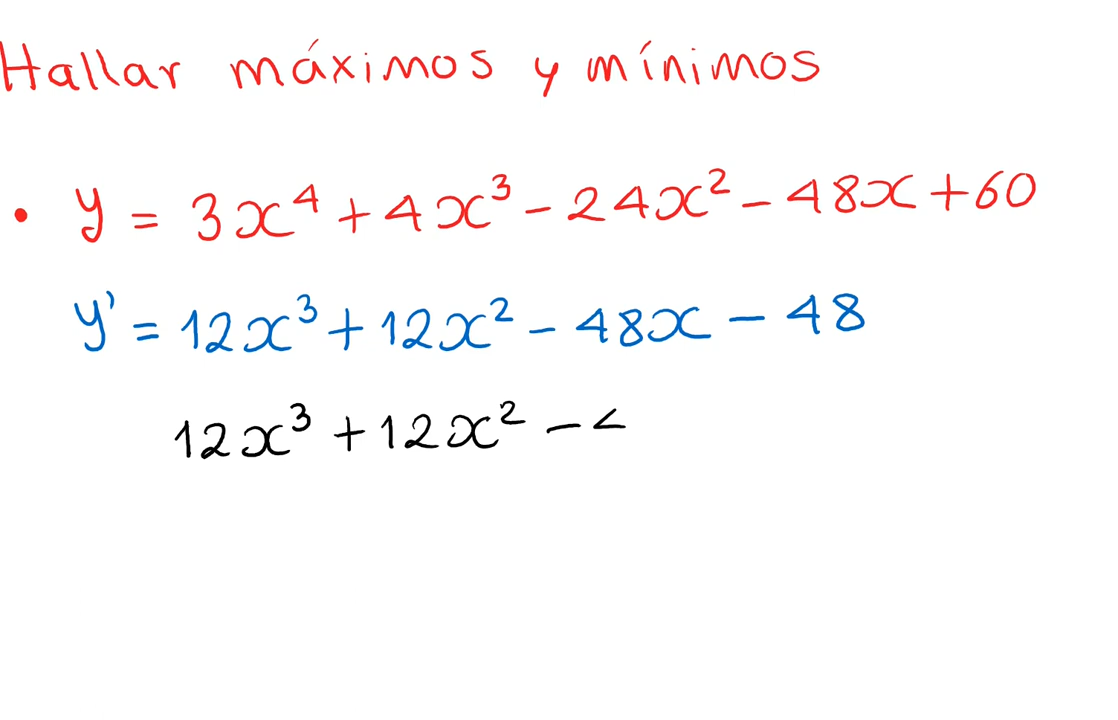 Hallar máximos y mínimos
• y = 3x⁴ + 4x³ - 24x² - 48x + 60
y' = 12x³ + 12x² - 48x - 48
12x³ + 12x² -